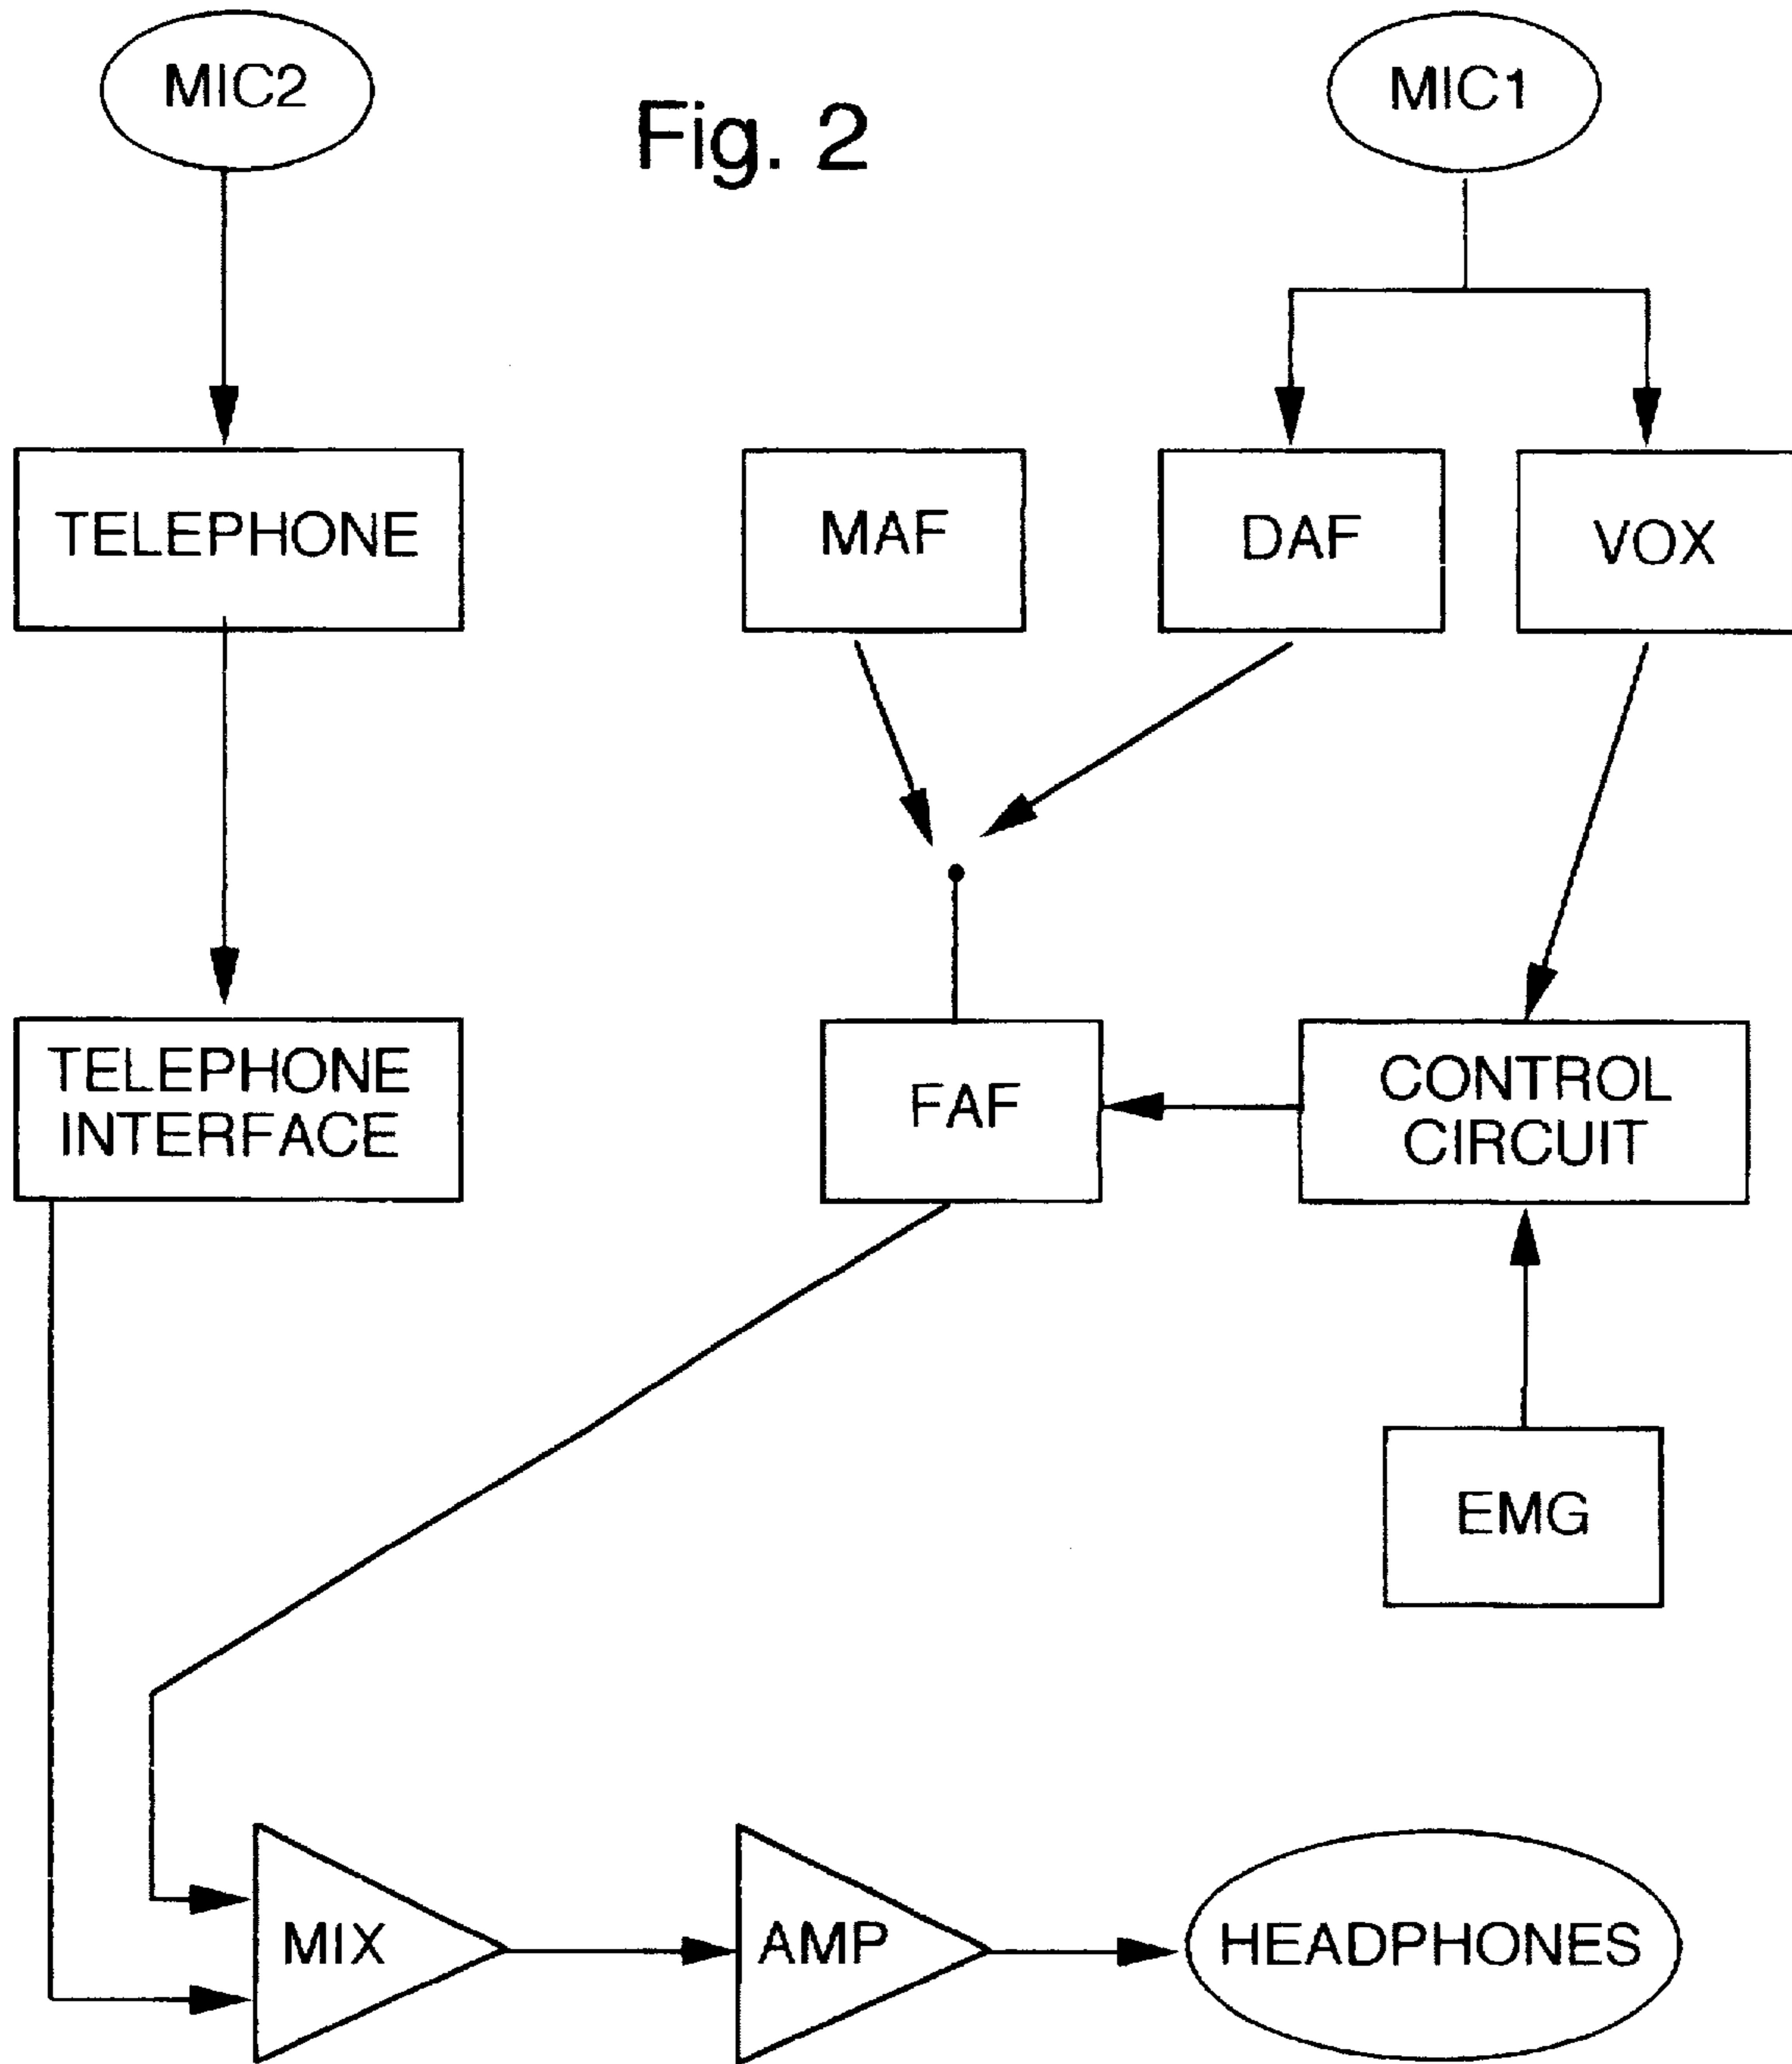 MIC2
Fig. 2
MIC1
TELEPHONE
MAF
DAF
VOX
TELEPHONE
INTERFACE
FAF
CONTROL
CIRCUIT
EMG
MIX
AMP
HEADPHONES